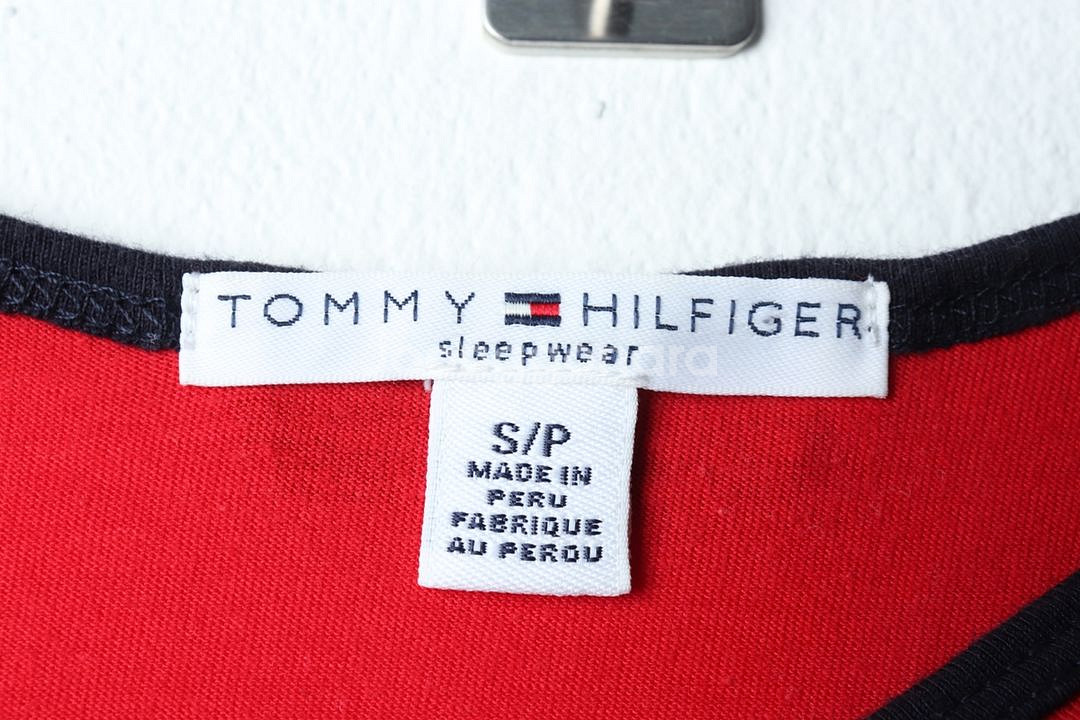 TOMMY HILFIGER
sleepwear
S/P
MADE IN
PERU
FABRIQUE
AU PEROU